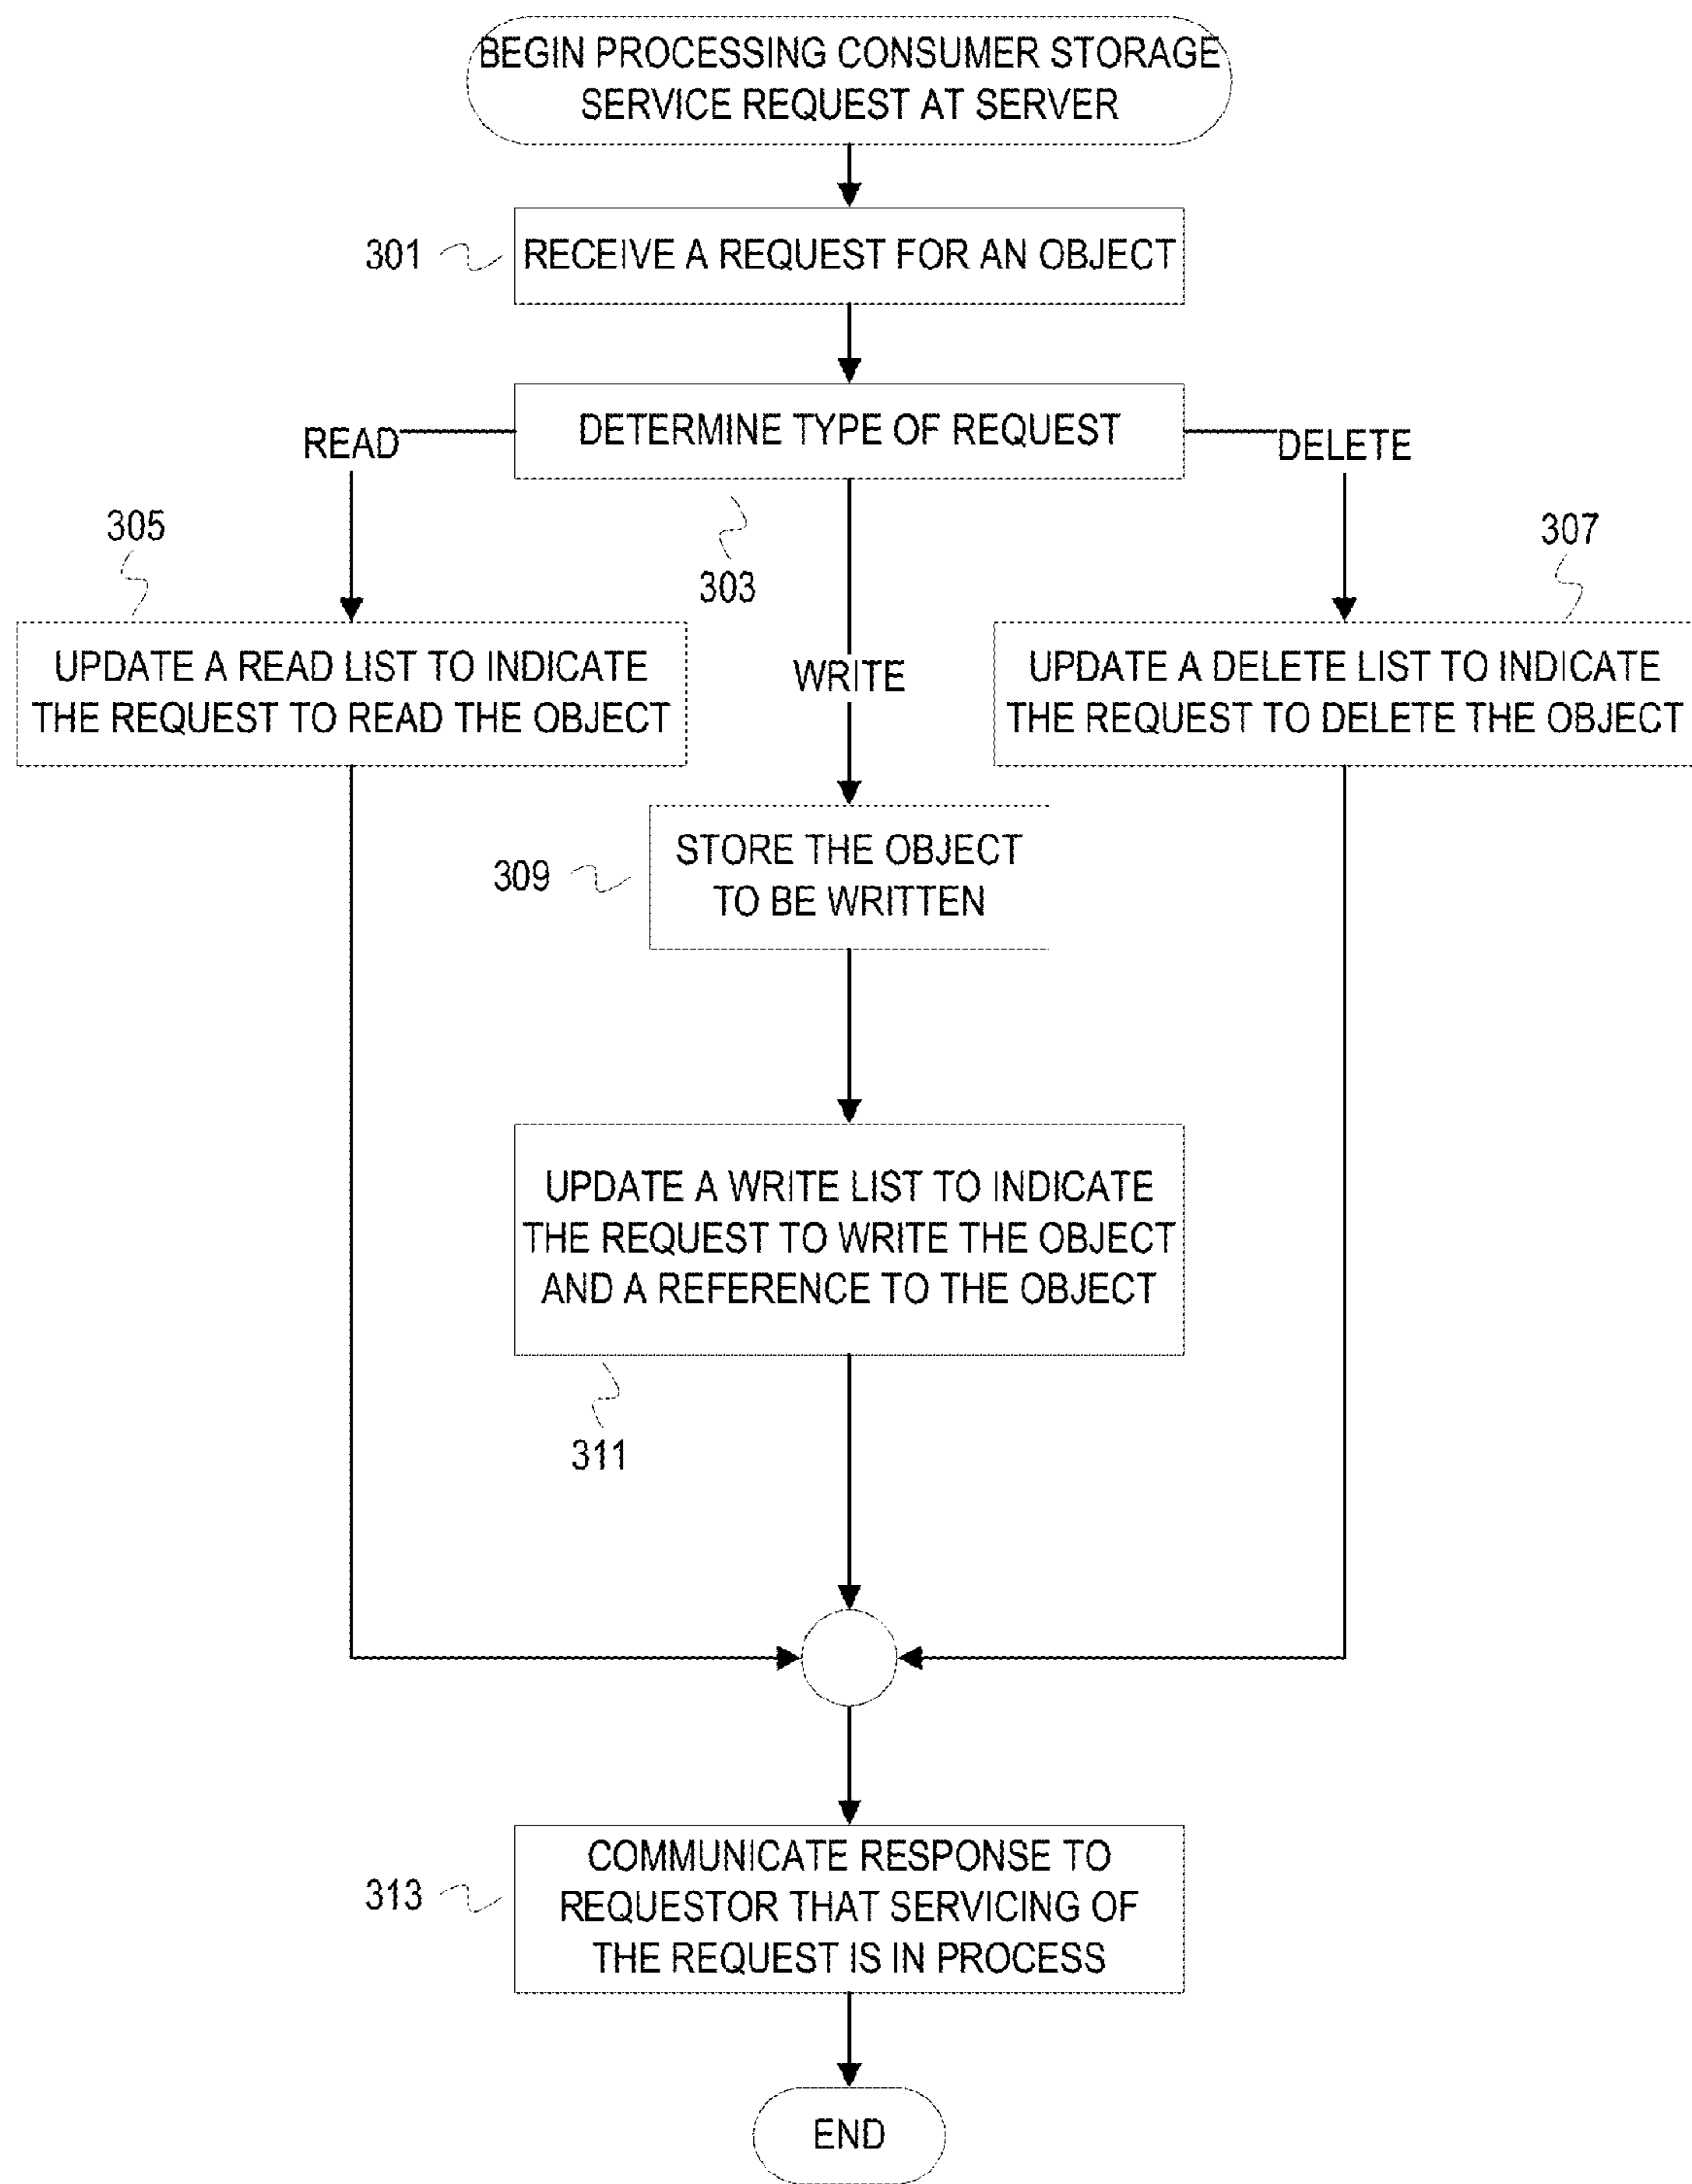 BEGIN PROCESSING CONSUMER STORAGE
SERVICE REQUEST AT SERVER
301
RECEIVE A REQUEST FOR AN OBJECT
DETERMINE TYPE OF REQUEST
READ
DELETE
303
305
307
UPDATE A READ LIST TO INDICATE
THE REQUEST TO READ THE OBJECT
WRITE
UPDATE A DELETE LIST TO INDICATE
THE REQUEST TO DELETE THE OBJECT
309
STORE THE OBJECT
TO BE WRITTEN
UPDATE A WRITE LIST TO INDICATE
THE REQUEST TO WRITE THE OBJECT
AND A REFERENCE TO THE OBJECT
311
313
COMMUNICATE RESPONSE TO
REQUESTOR THAT SERVICING OF
THE REQUEST IS IN PROCESS
END